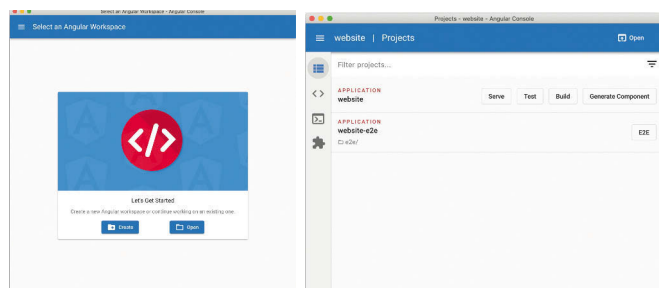 Select an Angular Workspace - Angular Console
Select an Angular Workspace
</>
Let's Get Started
Create a new Angular workspace or continue working on an existing one
Create
Open
Projects - website - Angular Console
website | Projects
Open
Filter projects...
APPLICATION
website
Serve Test Build Generate Component
APPLICATION
website-e2e
e2e/
E2E